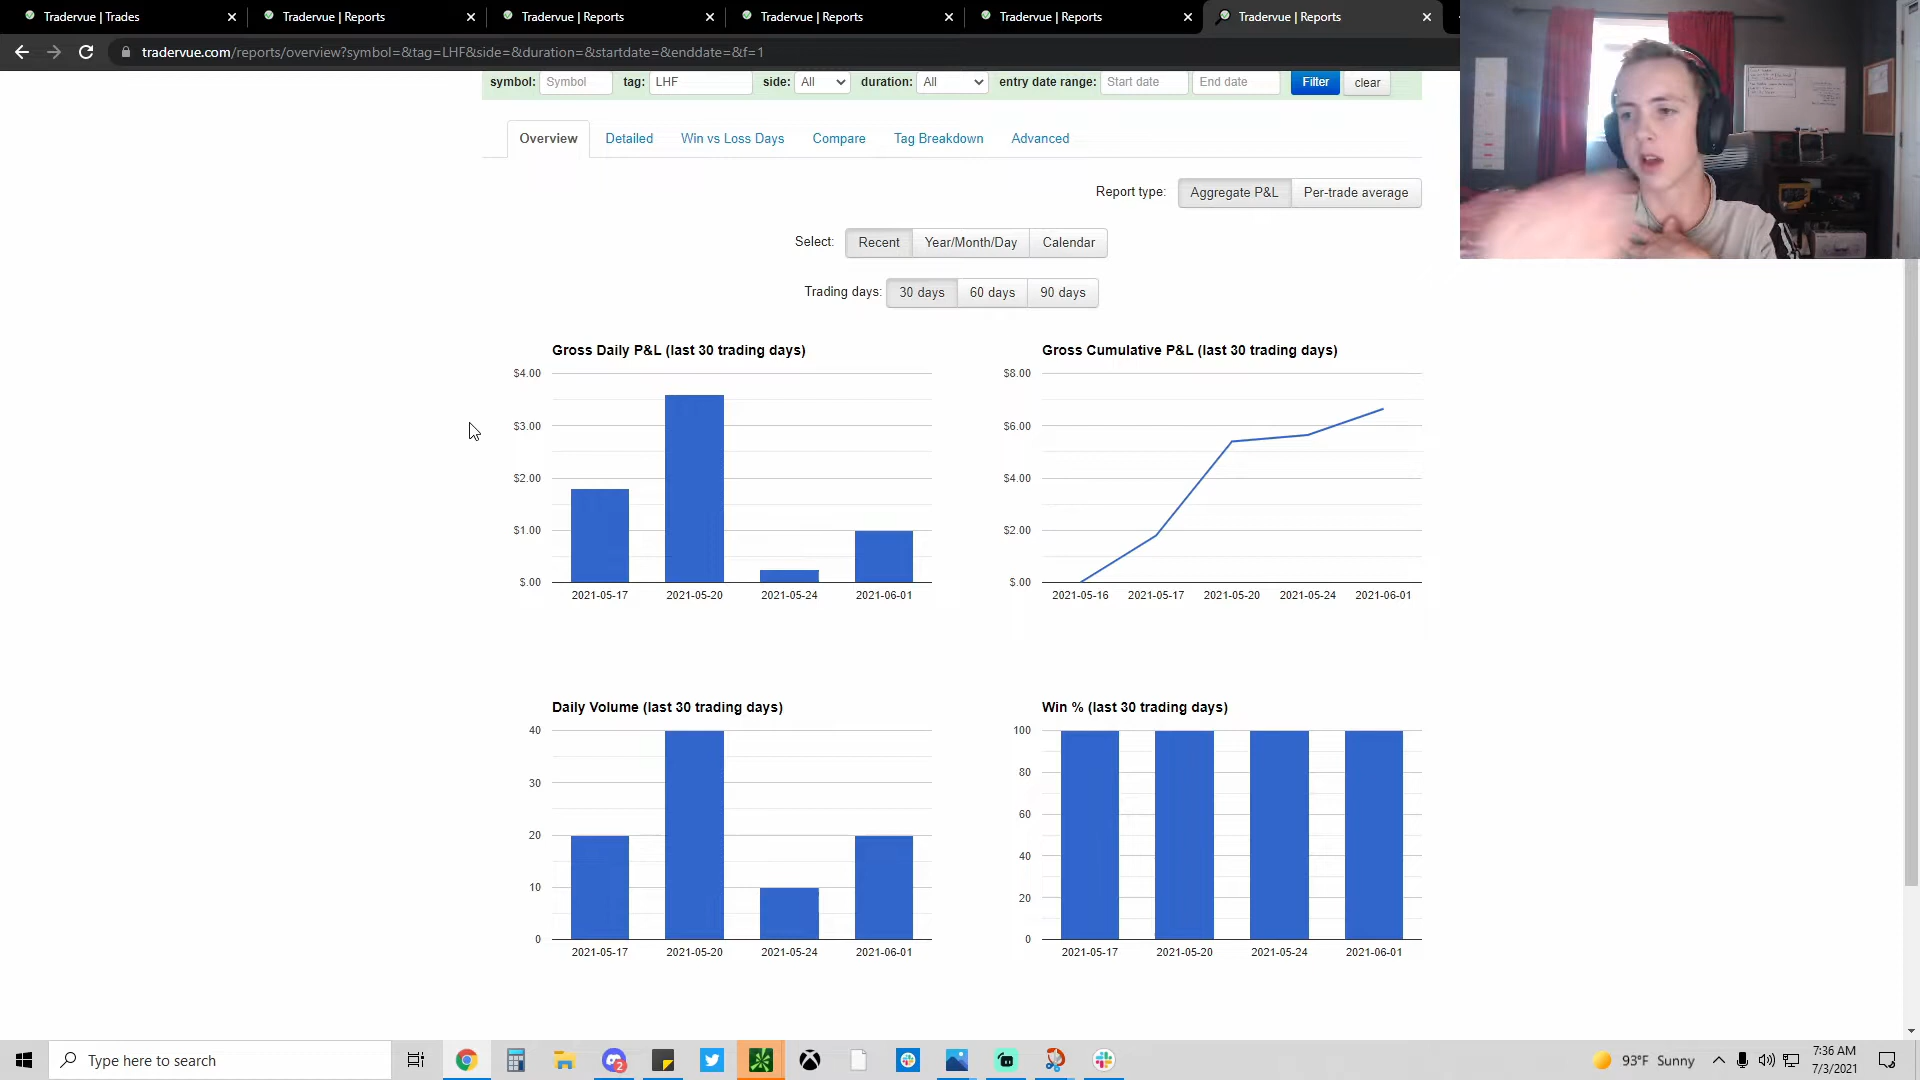 Tradervue | Trades
Tradervue | Reports
Tradervue | Reports
Tradervue | Reports
Tradervue | Reports
Tradervue | Reports
tradervue.com/reports/overview?symbol=&tag=LHF&side=&duration=&startdate=&enddate=&f=1
symbol: Symbol tag: LHF side: All duration: All entry date range: Start date End date Filter clear
Overview Detailed Win vs Loss Days Compare Tag Breakdown Advanced
Report type: Aggregate P&L Per-trade average
Select: Recent Year/Month/Day Calendar
Trading days: 30 days 60 days 90 days
Gross Daily P&L (last 30 trading days)
$4.00
$3.00
$2.00
$1.00
$.00
2021-05-17 2021-05-20 2021-05-24 2021-06-01
Gross Cumulative P&L (last 30 trading days)
$8.00
$6.00
$4.00
$2.00
$.00
2021-05-16 2021-05-17 2021-05-20 2021-05-24 2021-06-01
Daily Volume (last 30 trading days)
40
30
20
10
0
2021-05-17 2021-05-20 2021-05-24 2021-06-01
Win % (last 30 trading days)
100
80
60
40
20
0
2021-05-17 2021-05-20 2021-05-24 2021-06-01
Type here to search
2
93°F Sunny
7:36 AM
7/3/2021